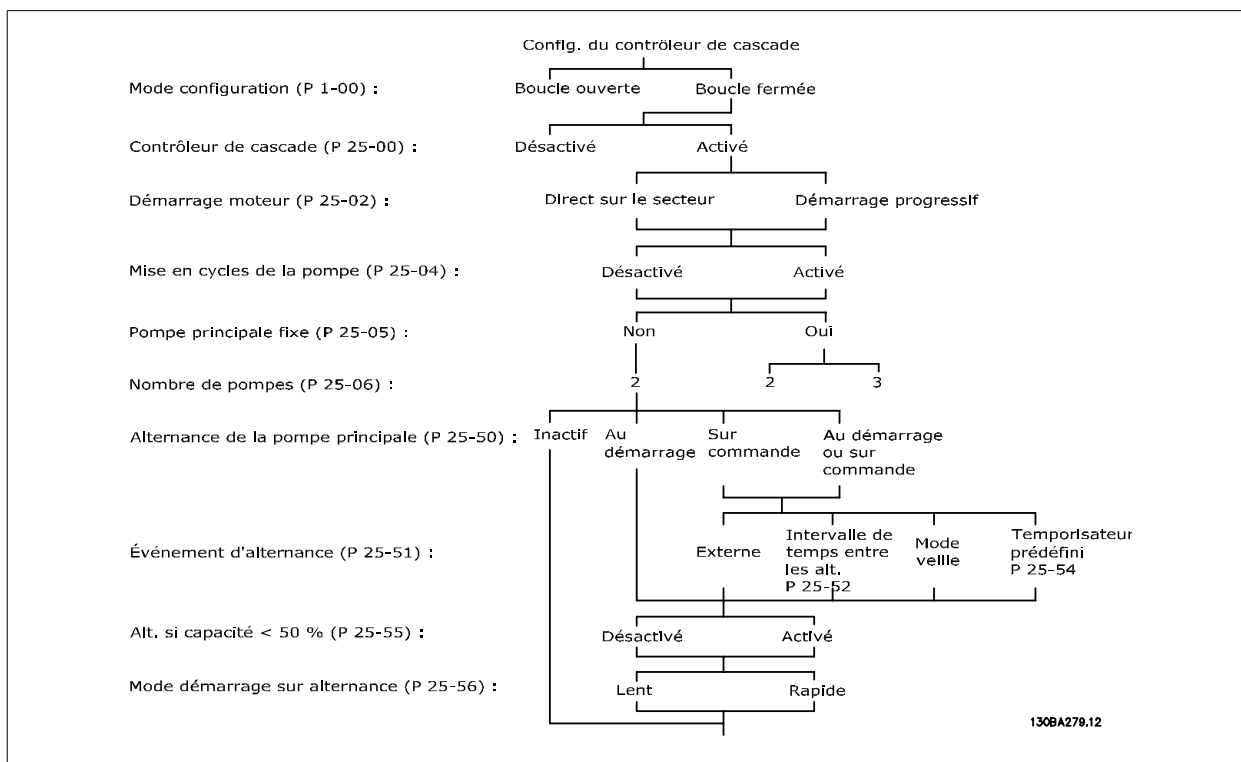 Config. du contrôleur de cascade
Mode configuration (P 1-00) : Boucle ouverte Boucle fermée
Contrôleur de cascade (P 25-00) : Désactivé Activé
Démarrage moteur (P 25-02) : Direct sur le secteur Démarrage progressif
Mise en cycles de la pompe (P 25-04) : Désactivé Activé
Pompe principale fixe (P 25-05) : Non Oui
Nombre de pompes (P 25-06) : 2 2 3
Alternance de la pompe principale (P 25-50) : Inactif
Au
démarrage
Sur
commande
Au démarrage
ou sur
commande
Événement d'alternance (P 25-51) : Externe
Intervalle de
temps entre
les alt.
P 25-52
Mode
veille
Temporisateur
prédéfini
P 25-54
Alt. si capacité < 50 % (P 25-55) : Désactivé Activé
Mode démarrage sur alternance (P 25-56) : Lent Rapide
130BA279.12